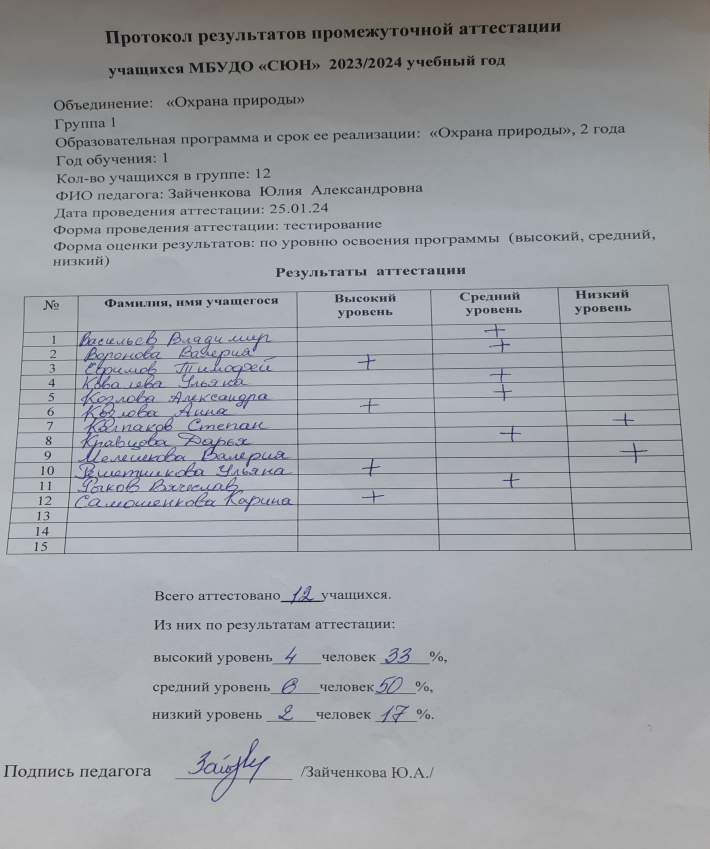 Протокол результатов промежуточной аттестации
учащихся МБУДО «СЮН» 2023/2024 учебный год
Объединение: «Охрана природы»
Группа 1
Образовательная программа и срок ее реализации: «Охрана природы», 2 года
Год обучения: 1
Кол-во учащихся в группе: 12
ФИО педагога: Зайченкова Юлия Александровна
Дата проведения аттестации: 25.01.24
Форма проведения аттестации: тестирование
Форма оценки результатов: по уровню освоения программы (высокий, средний,
низкий)
Результаты аттестации
№ Фамилия, имя учащегося Высокий уровень Средний уровень Низкий уровень
1 Васильев Владимир +
2 Воронова Валерия +
3 Ефримов Тимофей +
4 Ковалева Ульяна +
5 Козлова Александра +
6 Козлова Анна +
7 Колпаков Степан +
8 Кравцова Дарья +
9 Мелешкова Валерия +
10 Решетникова Ульяна +
11 Рыков Вячеслав +
12 Самошенкова Карина +
13
14
15
Всего аттестовано 12 учащихся.
Из них по результатам аттестации:
высокий уровень 4 человек 33 %,
средний уровень 6 человек 50 %,
низкий уровень 2 человек 17 %.
Подпись педагога /Зайченкова Ю.А./